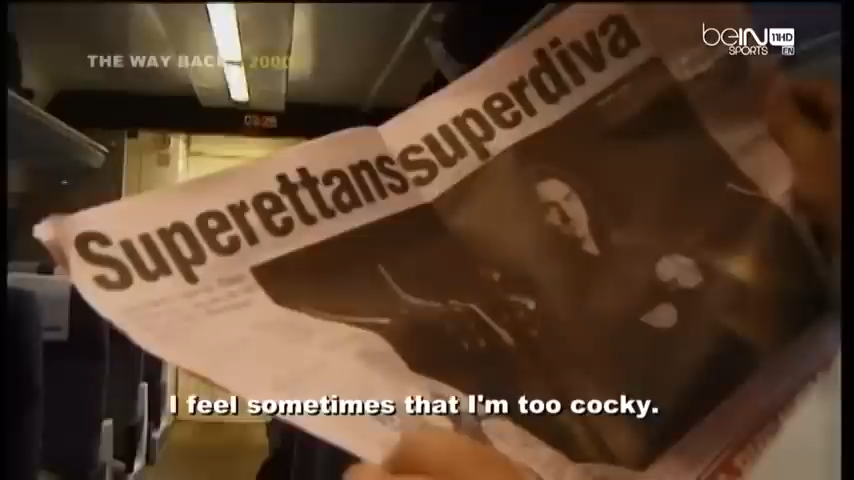 THE WAY BACK 2000
beIN 11HD
SPORTS EN
Superettanssuperdiva
I feel sometimes that I'm too cocky.